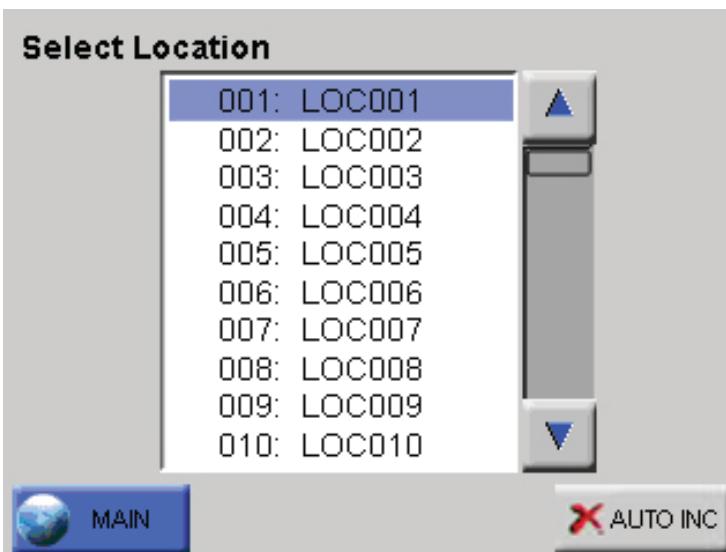 Select Location
001: LOC001
002: LOC002
003: LOC003
004: LOC004
005: LOC005
006: LOC006
007: LOC007
008: LOC008
009: LOC009
010: LOC010
MAIN
AUTO INC